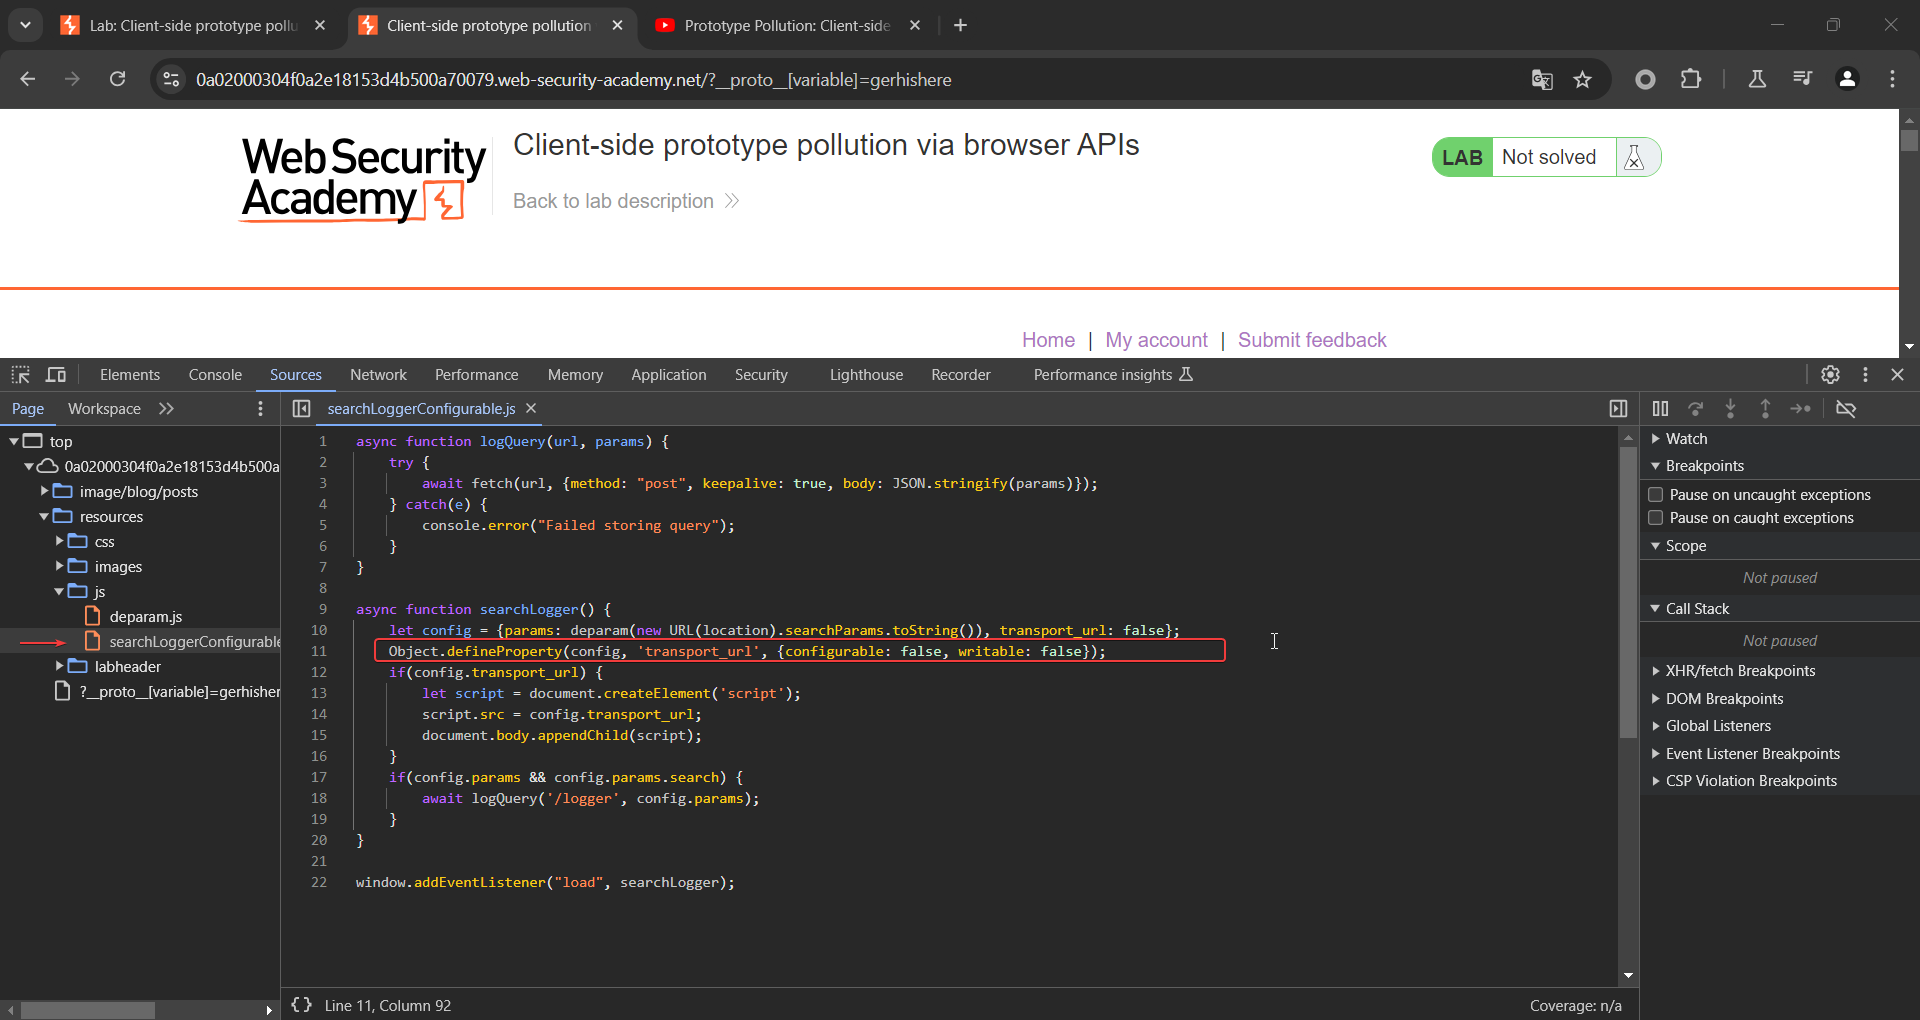 Lab: Client-side prototype pollu
Client-side prototype pollution
Prototype Pollution: Client-side
0a02000304f0a2e18153d4b500a70079.web-security-academy.net/?__proto__[variable]=gerhishere
Web Security
Academy
Client-side prototype pollution via browser APIs
Back to lab description
LAB Not solved
Home | My account | Submit feedback
Elements Console Sources Network Performance Memory Application Security Lighthouse Recorder Performance insights
Page Workspace
searchLoggerConfigurable.js
top
0a02000304f0a2e18153d4b500a
image/blog/posts
resources
css
images
js
deparam.js
searchLoggerConfigurable
labheader
?__proto__[variable]=gerhisher
1 async function logQuery(url, params) {
2 try {
3 await fetch(url, {method: "post", keepalive: true, body: JSON.stringify(params)});
4 } catch(e) {
5 console.error("Failed storing query");
6 }
7 }
8
9 async function searchLogger() {
10 let config = {params: deparam(new URL(location).searchParams.toString()), transport_url: false};
11 Object.defineProperty(config, 'transport_url', {configurable: false, writable: false});
12 if(config.transport_url) {
13 let script = document.createElement('script');
14 script.src = config.transport_url;
15 document.body.appendChild(script);
16 }
17 if(config.params && config.params.search) {
18 await logQuery('/logger', config.params);
19 }
20 }
21
22 window.addEventListener("load", searchLogger);
{} Line 11, Column 92
Coverage: n/a
Watch
Breakpoints
Pause on uncaught exceptions
Pause on caught exceptions
Scope
Not paused
Call Stack
Not paused
XHR/fetch Breakpoints
DOM Breakpoints
Global Listeners
Event Listener Breakpoints
CSP Violation Breakpoints